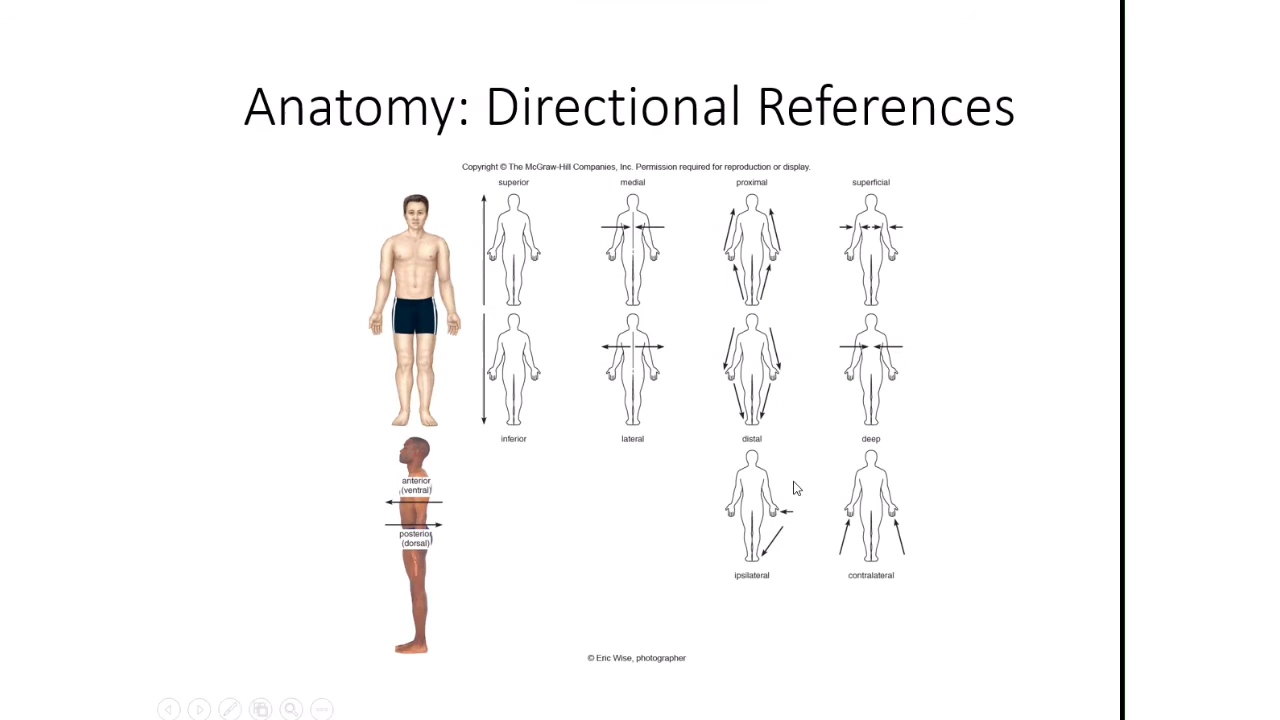 Anatomy: Directional References
Copyright © The McGraw-Hill Companies, Inc. Permission required for reproduction or display.
superior
medial
proximal
superficial
inferior
lateral
distal
deep
anterior
(ventral)
posterior
(dorsal)
ipsilateral
contralateral
© Eric Wise, photographer